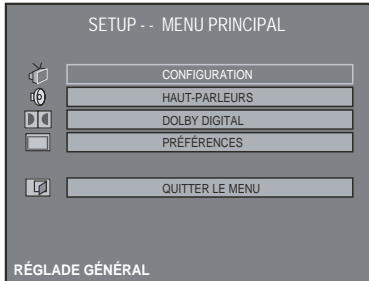 SETUP - - MENU PRINCIPAL
CONFIGURATION
HAUT-PARLEURS
DOLBY DIGITAL
PRÉFÉRENCES
QUITTER LE MENU
RÉGLADE GÉNÉRAL